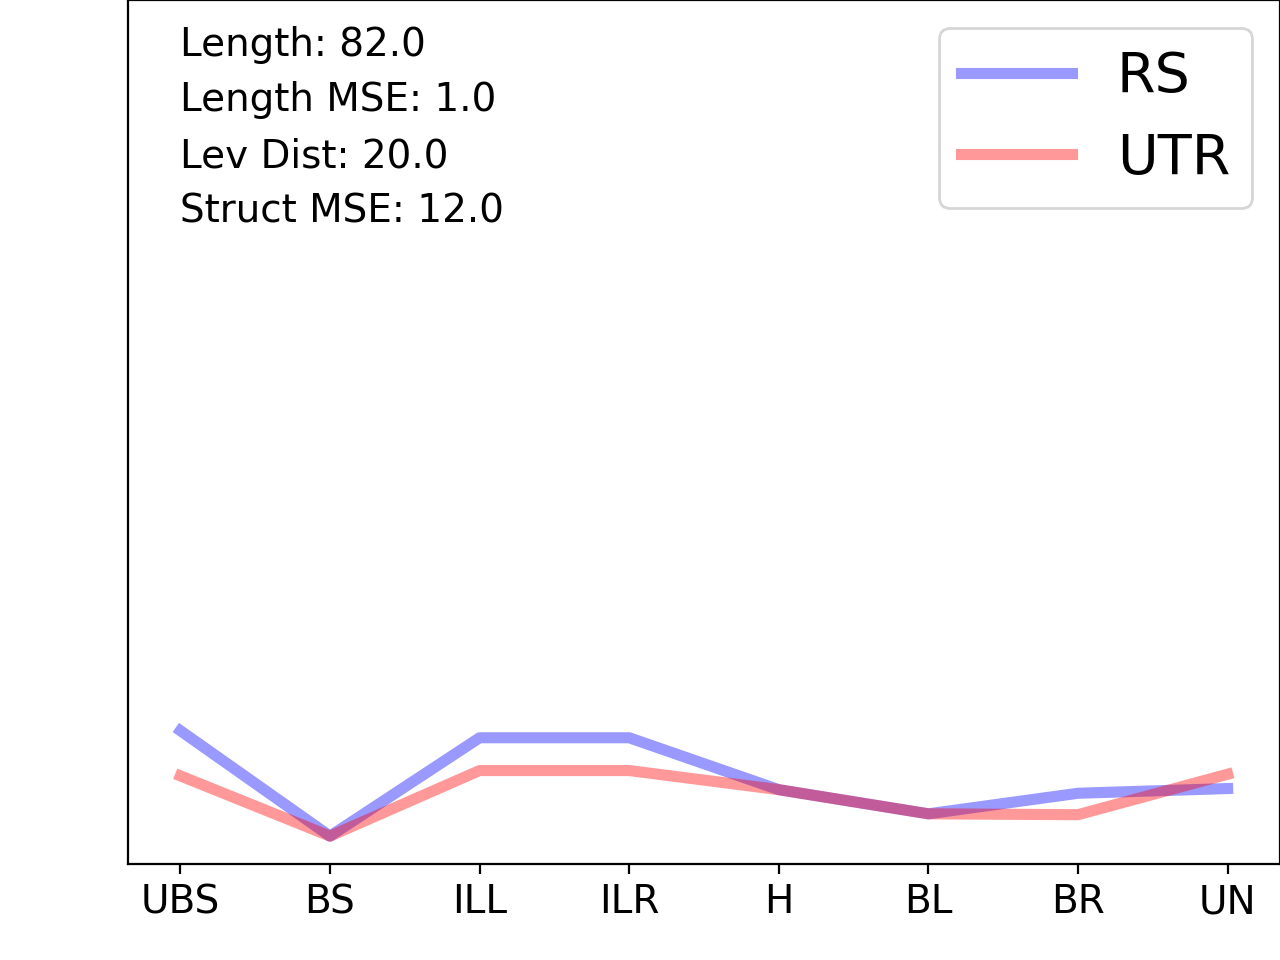 Length: 82.0
Length MSE: 1.0
Lev Dist: 20.0
Struct MSE: 12.0
RS
UTR
UBS BS ILL ILR H BL BR UN